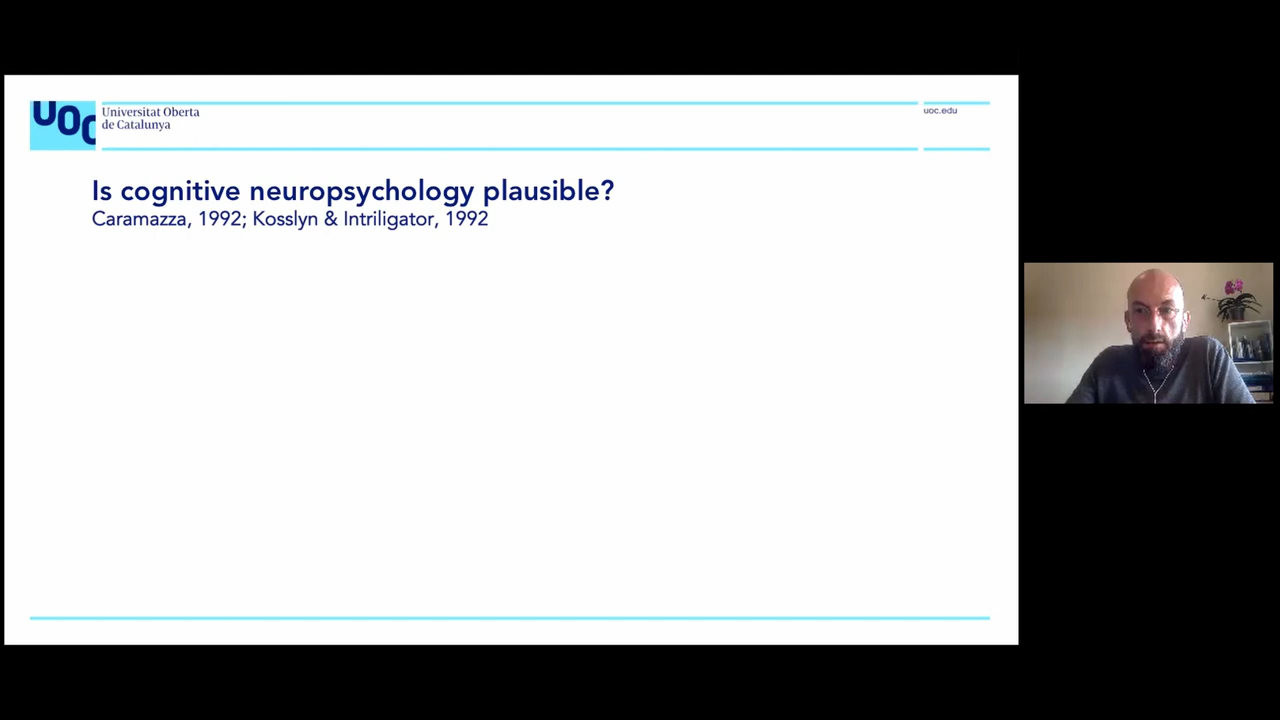 UOC
Universitat Oberta
de Catalunya
uoc.edu
Is cognitive neuropsychology plausible?
Caramazza, 1992; Kosslyn & Intriligator, 1992